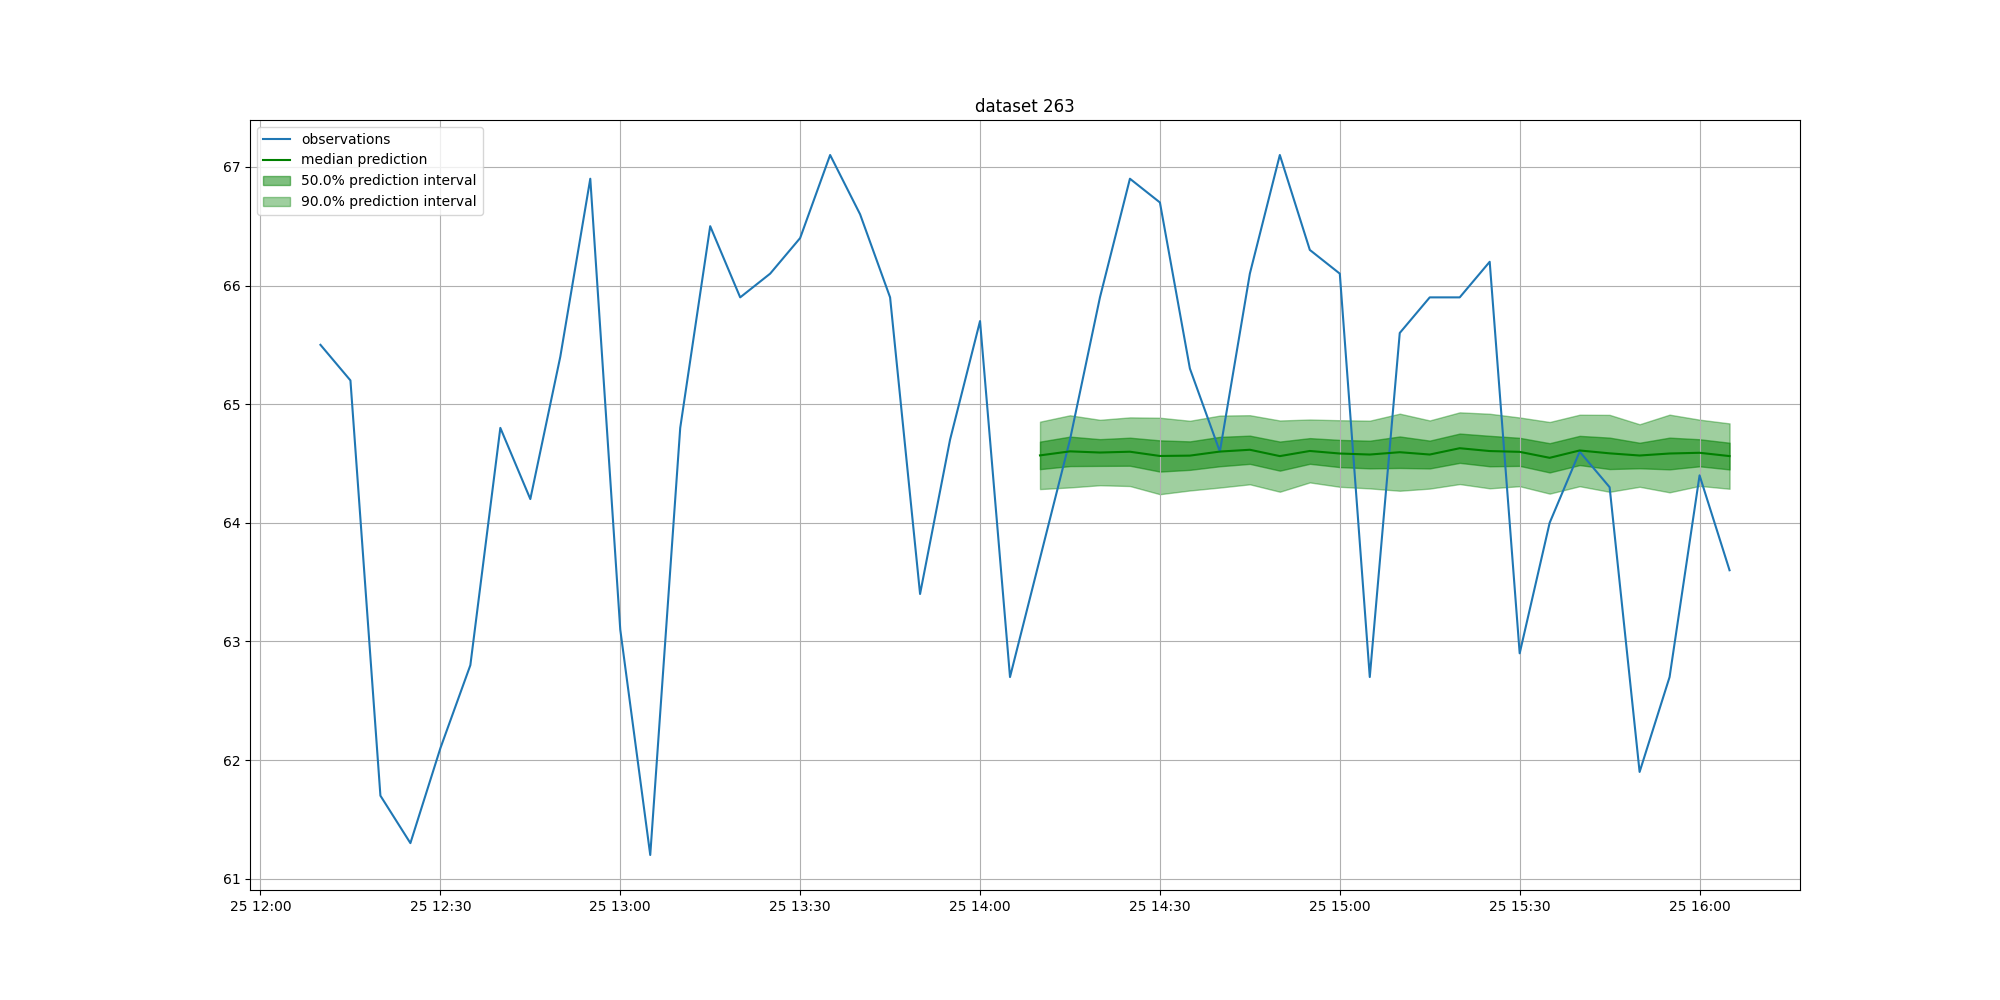 dataset 263
observations
median prediction
50.0% prediction interval
90.0% prediction interval
67
66
65
64
63
62
61
25 12:00 25 12:30 25 13:00 25 13:30 25 14:00 25 14:30 25 15:00 25 15:30 25 16:00